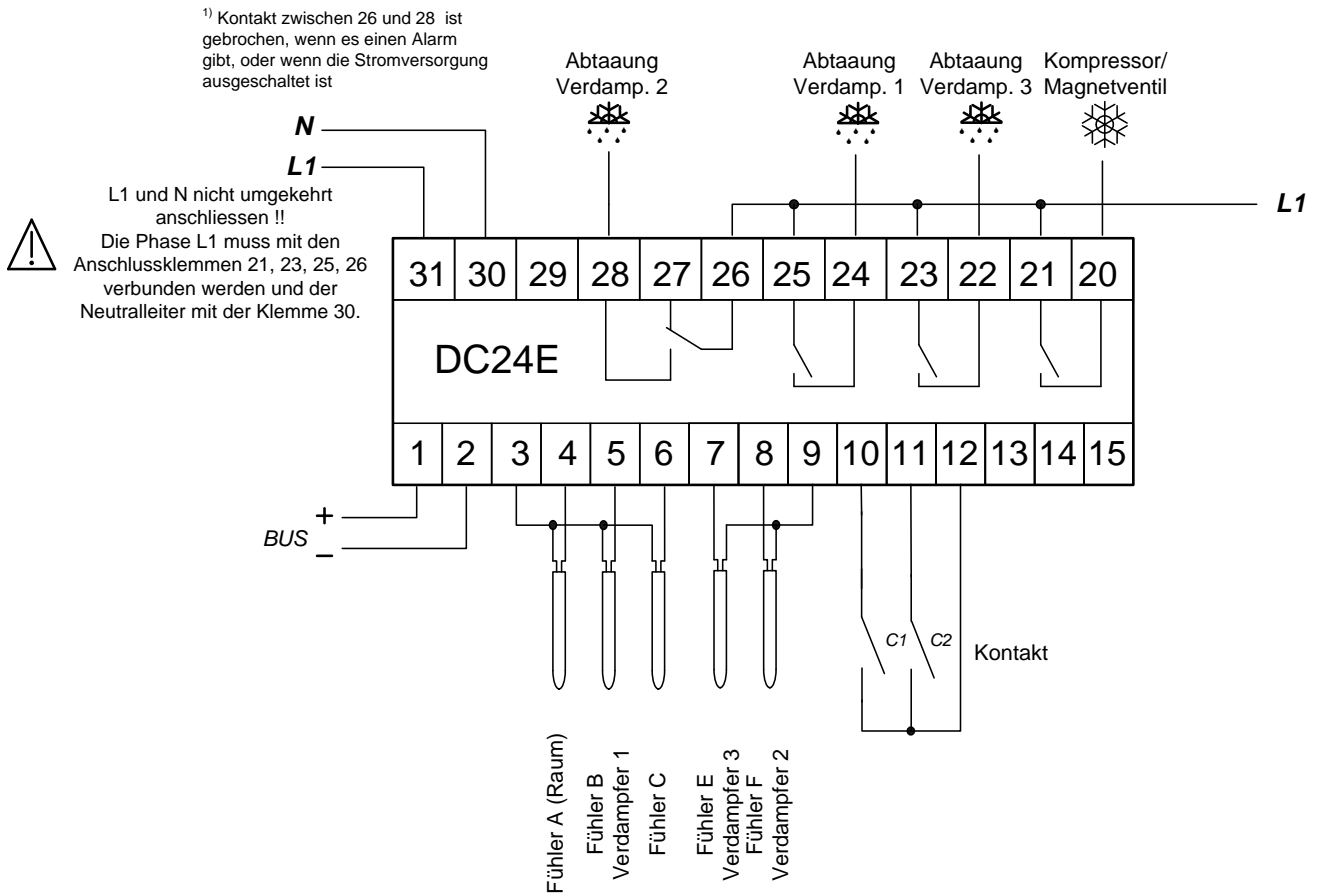 1) Kontakt zwischen 26 und 28 ist
gebrochen, wenn es einen Alarm
gibt, oder wenn die Stromversorgung
ausgeschaltet ist
Abtaaung
Verdamp. 2
Abtaaung
Verdamp. 1
Abtaaung
Verdamp. 3
Kompressor/
Magnetventil
N
L1
L1
L1 und N nicht umgekehrt
anschliessen !!
Die Phase L1 muss mit den
Anschlussklemmen 21, 23, 25, 26
verbunden werden und der
Neutralleiter mit der Klemme 30.
31 30 29 28 27 26 25 24 23 22 21 20
DC24E
1 2 3 4 5 6 7 8 9 10 11 12 13 14 15
BUS
+
–
C1
C2
Kontakt
Fühler A (Raum)
Fühler B
Verdampfer 1
Fühler C
Fühler E
Verdampfer 3
Fühler F
Verdampfer 2